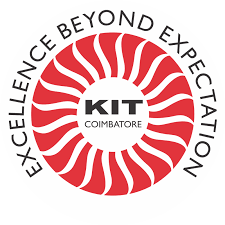 EXCELLENCE BEYOND EXPECTATION
KIT
COIMBATORE